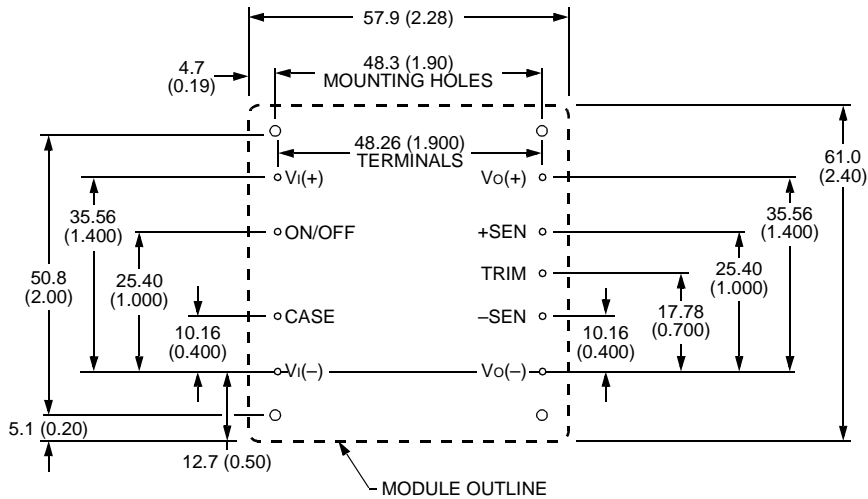 57.9 (2.28)
4.7
(0.19)
48.3 (1.90)
MOUNTING HOLES
48.26 (1.900)
TERMINALS
61.0
(2.40)
VI(+)
VO(+)
35.56
(1.400)
35.56
(1.400)
ON/OFF
+SEN
50.8
(2.00)
25.40
(1.000)
TRIM
25.40
(1.000)
17.78
(0.700)
CASE
–SEN
10.16
(0.400)
10.16
(0.400)
VI(–)
VO(–)
5.1 (0.20)
12.7 (0.50)
MODULE OUTLINE